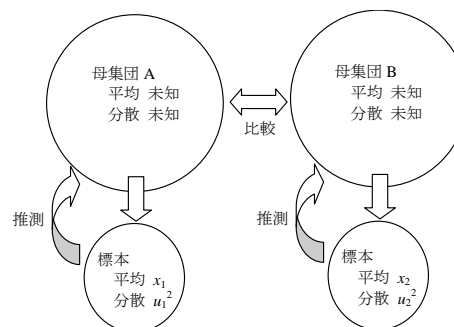 母集団 A
平均 未知
分散 未知
比較
母集団 B
平均 未知
分散 未知
推測
標本
平均 x₁
分散 u₁²
推測
標本
平均 x₂
分散 u₂²